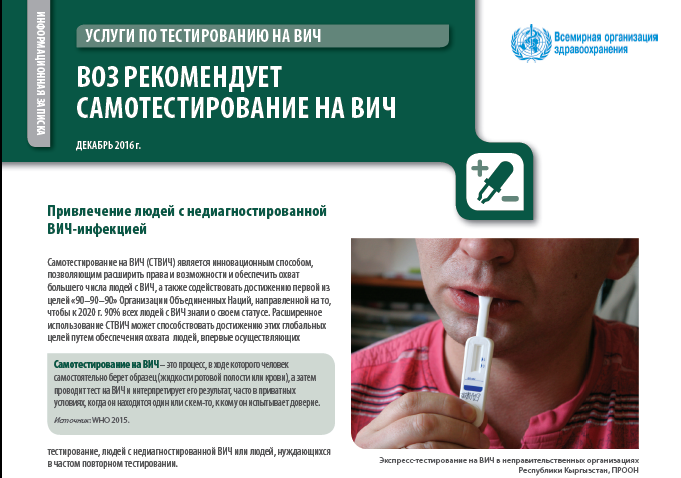 ИНФОРМАЦИОННАЯ ЗАПИСКА
УСЛУГИ ПО ТЕСТИРОВАНИЮ НА ВИЧ
Всемирная организация
здравоохранения
ВОЗ РЕКОМЕНДУЕТ
САМОТЕСТИРОВАНИЕ НА ВИЧ
ДЕКАБРЬ 2016 г.
Привлечение людей с недиагностированной
ВИЧ-инфекцией
Самотестирование на ВИЧ (СТВИЧ) является инновационным способом,
позволяющим расширить права и возможности и обеспечить охват
большего числа людей с ВИЧ, а также содействовать достижению первой из
целей «90–90–90» Организации Объединенных Наций, направленной на то,
чтобы к 2020 г. 90% всех людей с ВИЧ знали о своем статусе. Расширенное
использование СТВИЧ может способствовать достижению этих глобальных
целей путем обеспечения охвата людей, впервые осуществляющих
Самотестирование на ВИЧ – это процесс, в ходе которого человек
самостоятельно берет образец (жидкости ротовой полости или крови), а затем
проводит тест на ВИЧ и интерпретирует его результат, часто в приватных
условиях, когда он находится один или с кем-то, к кому он испытывает доверие.
Источник: WHO 2015.
тестирование, людей с недиагностированной ВИЧ или людей, нуждающихся
в частом повторном тестировании.
Экспресс-тестирование на ВИЧ в неправительственных организациях
Республики Кыргызстан, ПРООН